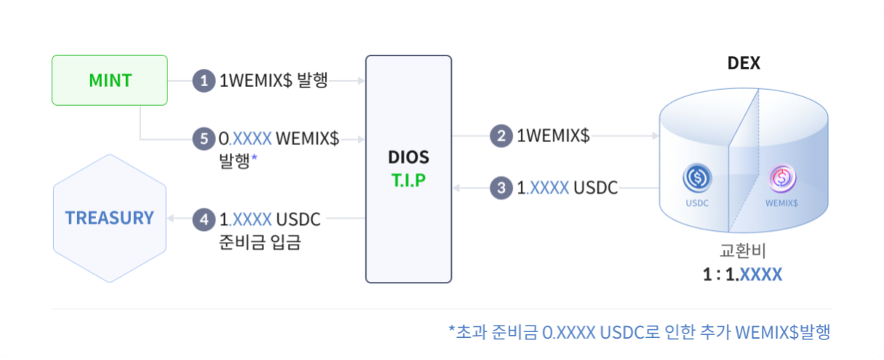 DEX
MINT
1 1WEMIX$ 발행
5 0.XXXX WEMIX$
발행*
DIOS
T.I.P
2 1WEMIX$
3 1.XXXX USDC
TREASURY
4 1.XXXX USDC
준비금 입금
USDC
WEMIX$
교환비
1 : 1.XXXX
*초과 준비금 0.XXXX USDC로 인한 추가 WEMIX$발행